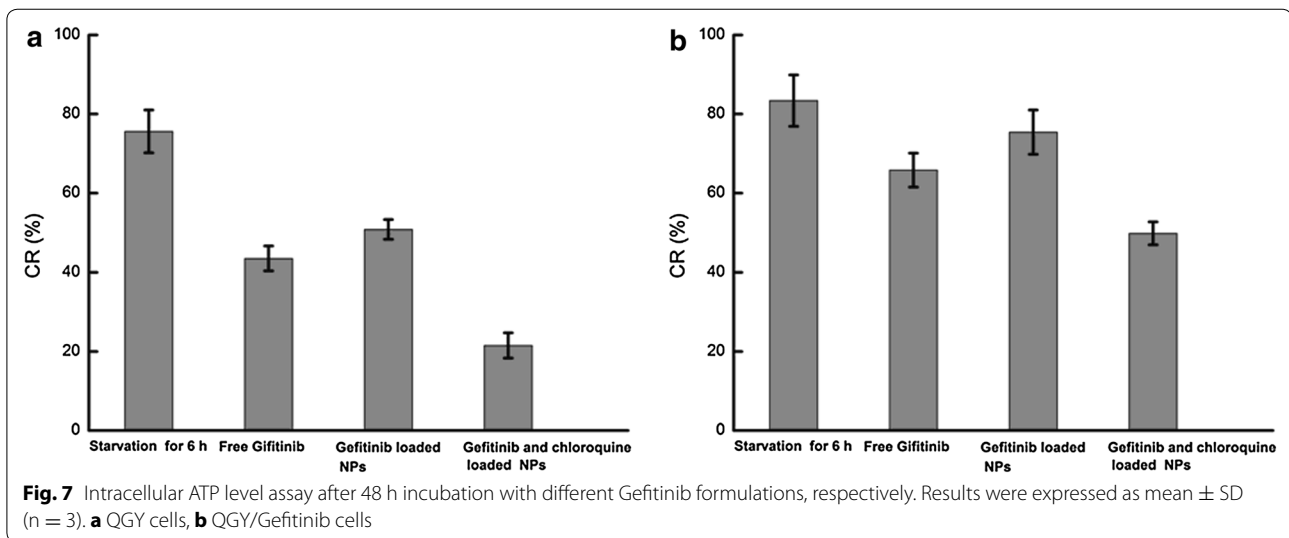 a
100
80
60
40
20
0
CR (%)
Starvation for 6 h
Free Gifitinib
Gefitinib loaded
NPs
Gefitinib and chloroquine
loaded NPs
b
100
80
60
40
20
0
CR (%)
Starvation for 6 h
Free Gifitinib
Gefitinib loaded
NPs
Gefitinib and chloroquine
loaded NPs
Fig. 7 Intracellular ATP level assay after 48 h incubation with different Gefitinib formulations, respectively. Results were expressed as mean ± SD
(n = 3). a QGY cells, b QGY/Gefitinib cells